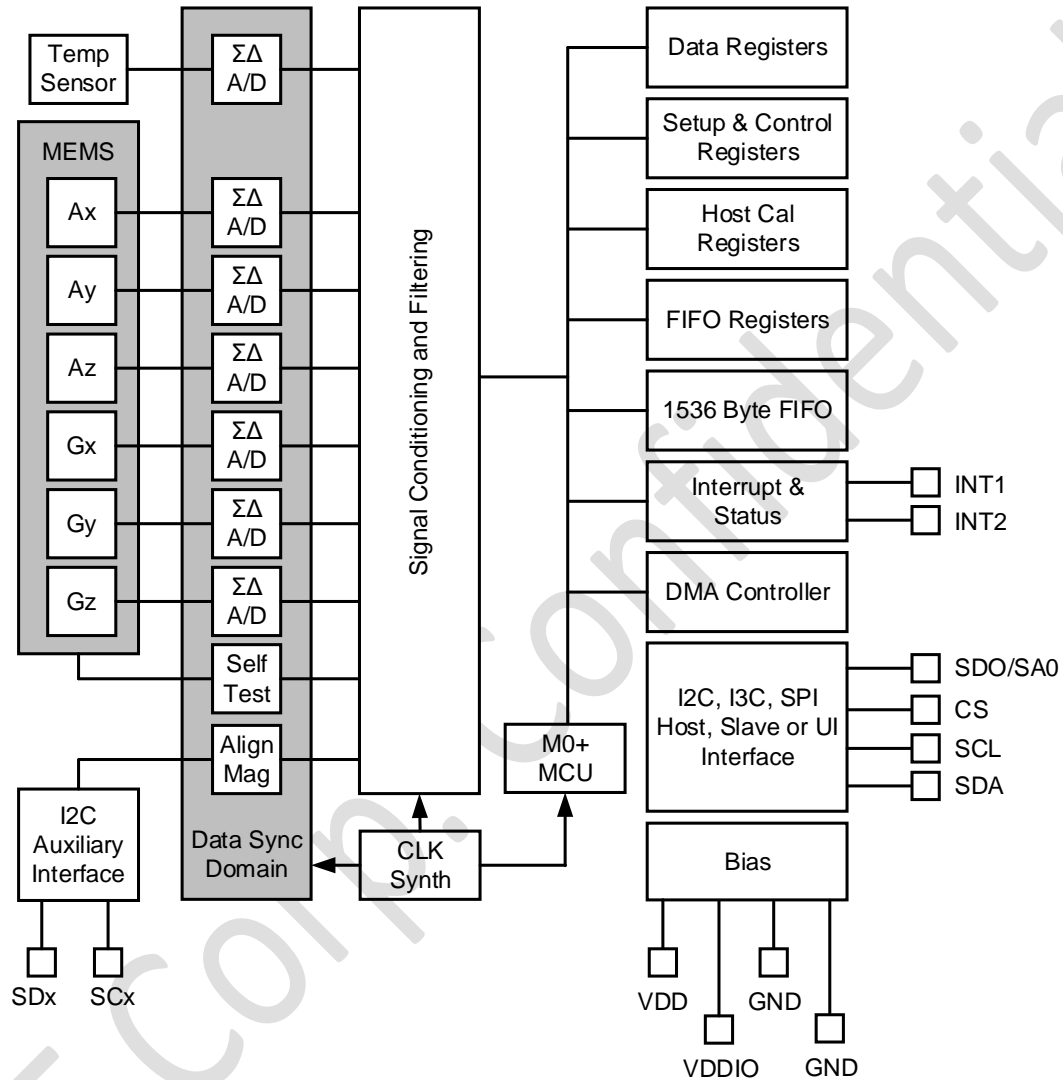 Temp
Sensor
ΣΔ
A/D
MEMS
Ax
ΣΔ
A/D
Ay
ΣΔ
A/D
Az
ΣΔ
A/D
Gx
ΣΔ
A/D
Gy
ΣΔ
A/D
Gz
ΣΔ
A/D
Self
Test
Align
Mag
Data Sync
Domain
I2C
Auxiliary
Interface
SDx
SCx
Signal Conditioning and Filtering
CLK
Synth
M0+
MCU
Data Registers
Setup & Control
Registers
Host Cal
Registers
FIFO Registers
1536 Byte FIFO
Interrupt &
Status
INT1
INT2
DMA Controller
I2C, I3C, SPI
Host, Slave or UI
Interface
SDO/SA0
CS
SCL
SDA
Bias
VDD
GND
VDDIO
GND
Corp. Confidential